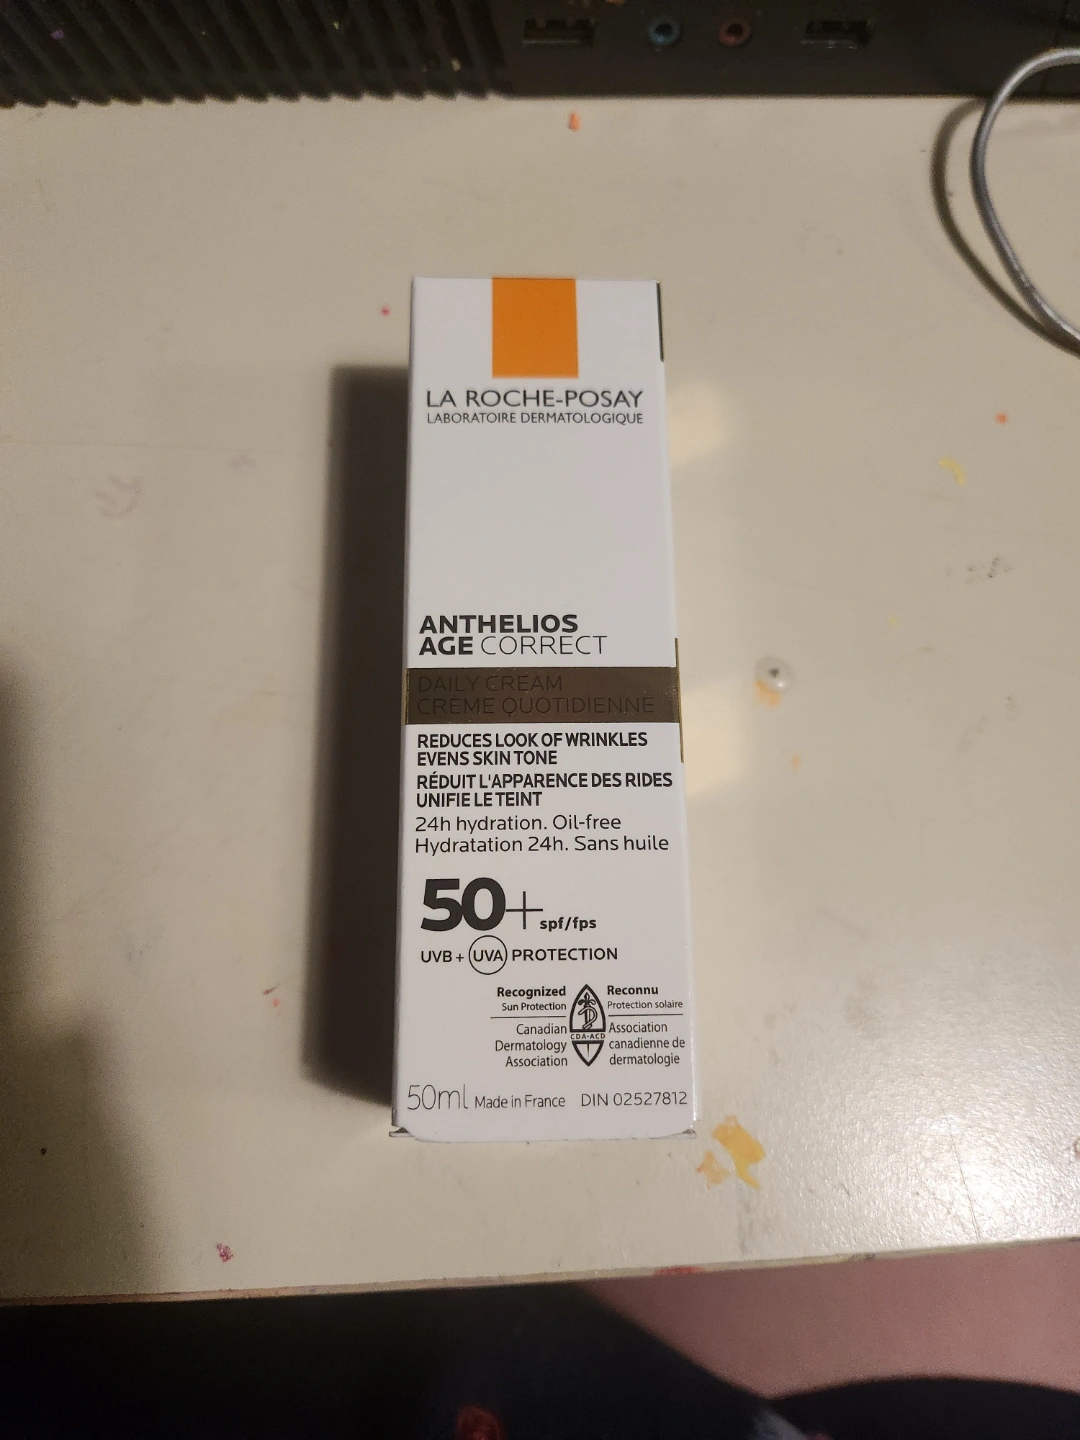 LA ROCHE-POSAY
LABORATOIRE DERMATOLOGIQUE
ANTHELIOS
AGE CORRECT
DAILY CREAM
CRÈME QUOTIDIENNE
REDUCES LOOK OF WRINKLES
EVENS SKIN TONE
RÉDUIT L'APPARENCE DES RIDES
UNIFIE LE TEINT
24h hydration. Oil-free
Hydratation 24h. Sans huile
50+ spf/fps
UVB + UVA PROTECTION
Recognized
Sun Protection
Canadian
Dermatology
Association
CDA-ACD
Reconnu
Protection solaire
Association
canadienne de
dermatologie
50ml Made in France DIN 02527812